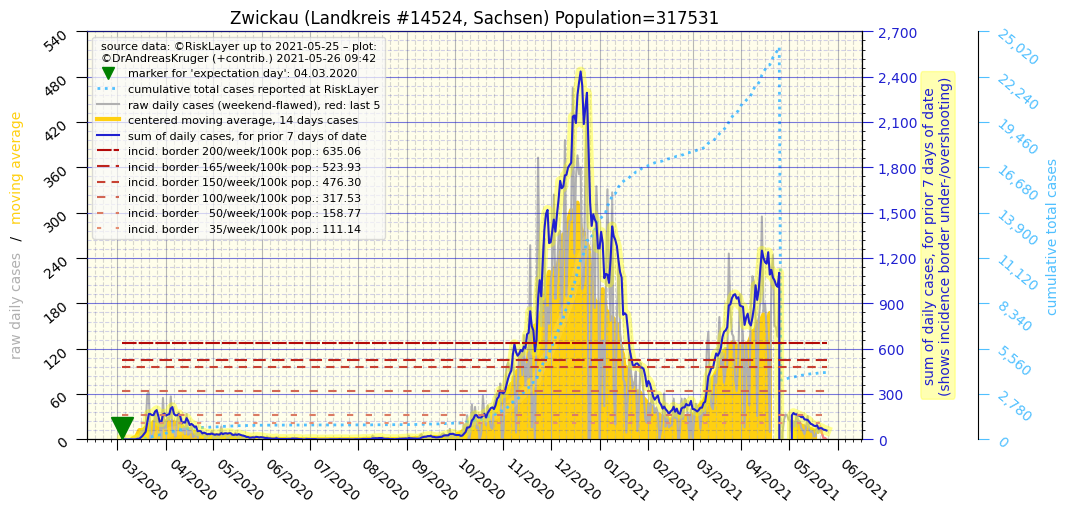 Zwickau (Landkreis #14524, Sachsen) Population=317531
source data: ©RiskLayer up to 2021-05-25 – plot:
©DrAndreasKruger (+contrib.) 2021-05-26 09:42
marker for 'expectation day': 04.03.2020
cumulative total cases reported at RiskLayer
raw daily cases (weekend-flawed), red: last 5
centered moving average, 14 days cases
sum of daily cases, for prior 7 days of date
incid. border 200/week/100k pop.: 635.06
incid. border 165/week/100k pop.: 523.93
incid. border 150/week/100k pop.: 476.30
incid. border 100/week/100k pop.: 317.53
incid. border   50/week/100k pop.: 158.77
incid. border   35/week/100k pop.: 111.14
raw daily cases   /   moving average
540
480
420
360
300
240
180
120
60
0
03/2020
04/2020
05/2020
06/2020
07/2020
08/2020
09/2020
10/2020
11/2020
12/2020
01/2021
02/2021
03/2021
04/2021
05/2021
06/2021
2,700
2,400
2,100
1,800
1,500
1,200
900
600
300
0
sum of daily cases, for prior 7 days of date
(shows incidence border under-/overshooting)
25,020
22,240
19,460
16,680
13,900
11,120
8,340
5,560
2,780
0
cumulative total cases